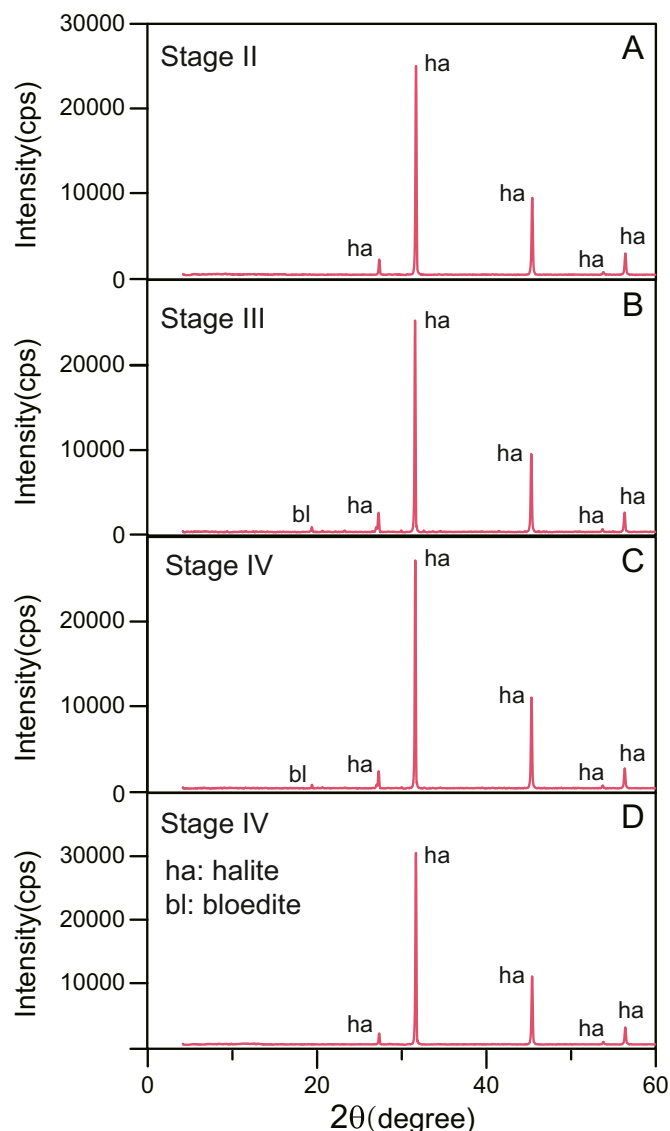 30000
Stage II
A
ha
20000
Intensity(cps)
ha
10000
ha
ha
ha
0
Stage III
B
ha
20000
Intensity(cps)
ha
10000
bl
ha
ha
ha
0
Stage IV
C
ha
20000
Intensity(cps)
ha
10000
bl
ha
ha
ha
0
Stage IV
D
ha
ha: halite
30000
bl: bloedite
20000
Intensity(cps)
ha
10000
ha
ha
ha
0 20 40 60
2θ(degree)